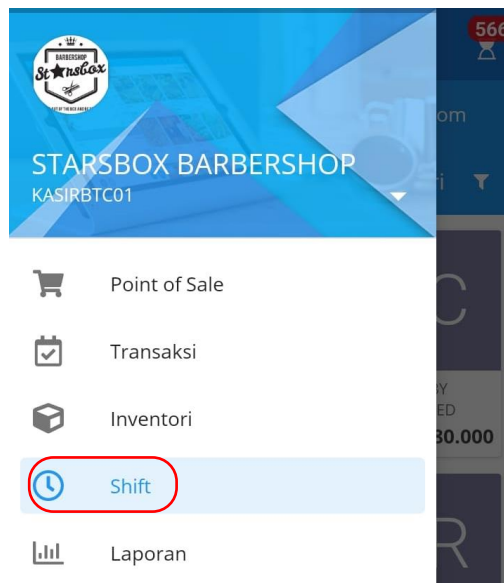 566
BARBERSHOP
St★rsbox
om
STARSBOX BARBERSHOP
KASIRBTC01
ri
Point of Sale
C
Transaksi
BY
ED
Inventori
30.000
Shift
Laporan
R